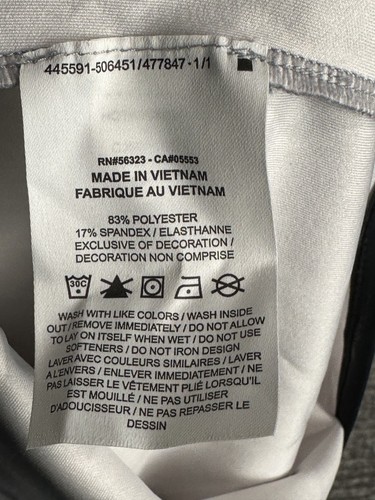 445591-506451/477847-1/1
RN#56323 - CA#05553
MADE IN VIETNAM
FABRIQUE AU VIETNAM
83% POLYESTER
17% SPANDEX / ELASTHANNE
EXCLUSIVE OF DECORATION /
DECORATION NON COMPRISE
30C
WASH WITH LIKE COLORS / WASH INSIDE
OUT / REMOVE IMMEDIATELY / DO NOT ALLOW
TO LAY ON ITSELF WHEN WET / DO NOT USE
SOFTENERS / DO NOT IRON DESIGN
LAVER AVEC COULEURS SIMILAIRES / LAVER
A L'ENVERS / ENLEVER IMMEDIATEMENT / NE
PAS LAISSER LE VÊTEMENT PLIÉ LORSQU'IL
EST MOUILLÉ / NE PAS UTILISER
D'ADOUCISSEUR / NE PAS REPASSER LE
DESSIN